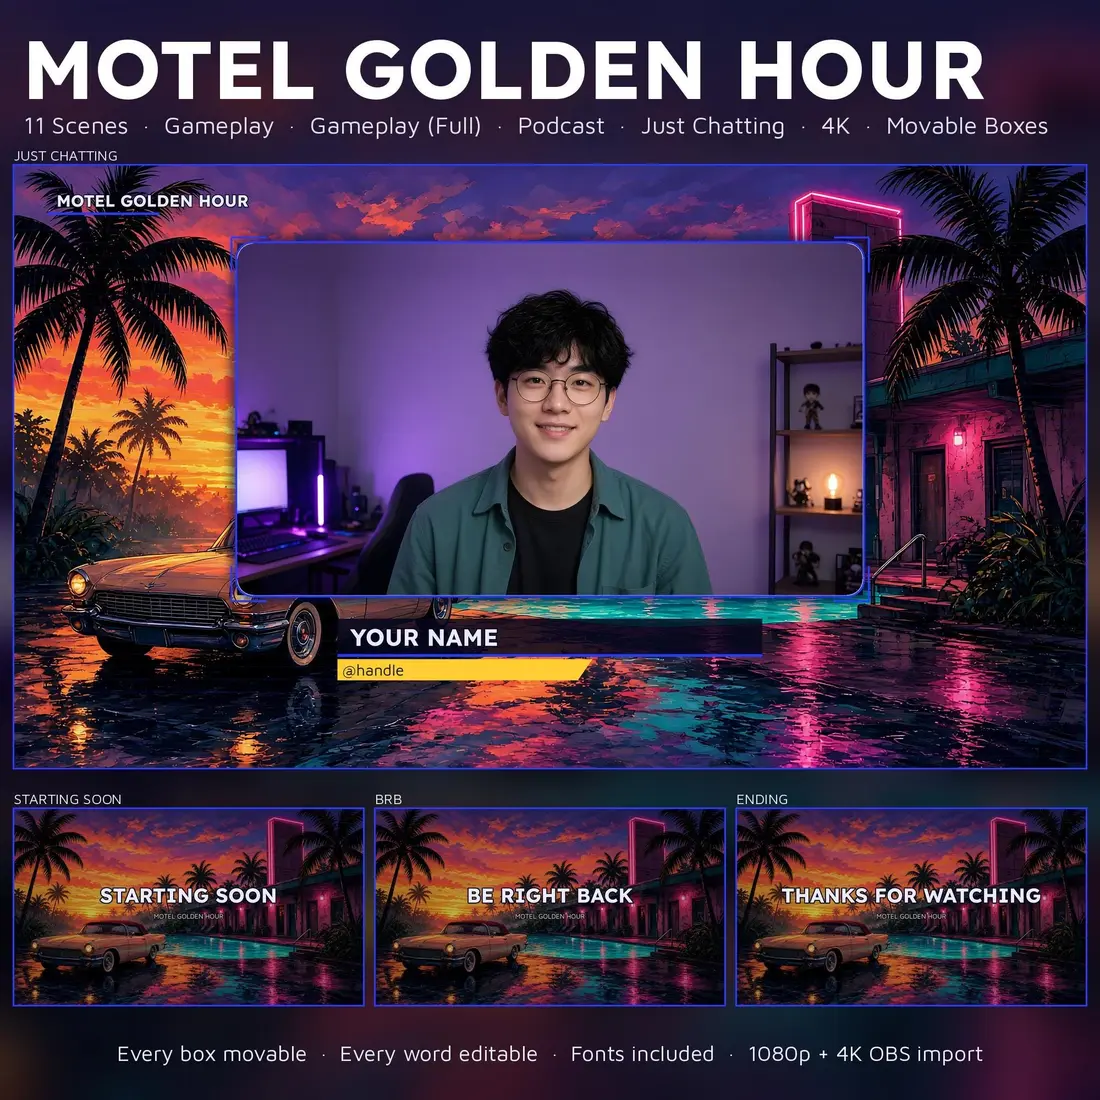 MOTEL GOLDEN HOUR
11 Scenes · Gameplay · Gameplay (Full) · Podcast · Just Chatting · 4K · Movable Boxes
JUST CHATTING
MOTEL GOLDEN HOUR
YOUR NAME
@handle
STARTING SOON
BRB
ENDING
STARTING SOON
MOTEL GOLDEN HOUR
BE RIGHT BACK
MOTEL GOLDEN HOUR
THANKS FOR WATCHING
MOTEL GOLDEN HOUR
Every box movable · Every word editable · Fonts included · 1080p + 4K OBS import